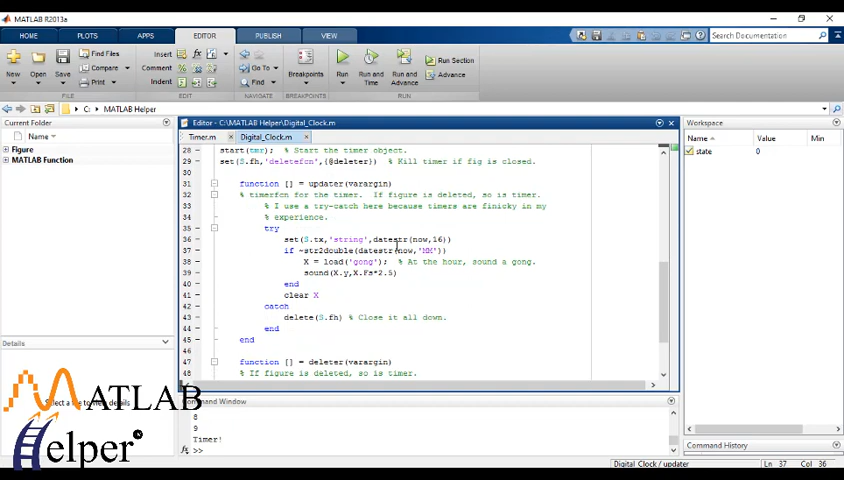 MATLAB R2013a
HOME PLOTS APPS EDITOR PUBLISH VIEW Search Documentation
New Open Save Find Files Compare Print
Insert Comment Indent
Go To Find
Breakpoints
Run Run and Time Run and Advance
Run Section
Advance
FILE EDIT NAVIGATE BREAKPOINTS RUN
C: MATLAB Helper
Current Folder
Name
Figure
MATLAB Function
Details
Select a file to view details
Editor - C:\MATLAB Helper\Digital_Clock.m
Timer.m Digital_Clock.m
28 start(tmr); % Start the timer object.
29 set(S.fh,'deletefcn',{@deleter}) % Kill timer if fig is closed.
30
31 function [] = updater(varargin)
32 % timerfcn for the timer. If figure is deleted, so is timer.
33 % I use a try-catch here because timers are finicky in my
34 % experience.
35 try
36 set(S.tx,'string',datestr(now,16))
37 if ~str2double(datestr(now,'MM'))
38 X = load('gong'); % At the hour, sound a gong.
39 sound(X.y,X.Fs*2.5)
40 end
41 clear X
42 catch
43 delete(S.fh) % Close it all down.
44 end
45 end
46
47 function [] = deleter(varargin)
48 % If figure is deleted, so is timer.
Command Window
8
9
Timer!
fx >>
Workspace
Name Value Min
state 0
Command History
Digital_Clock / updater Ln 37 Col 36
MATLAB
Helper